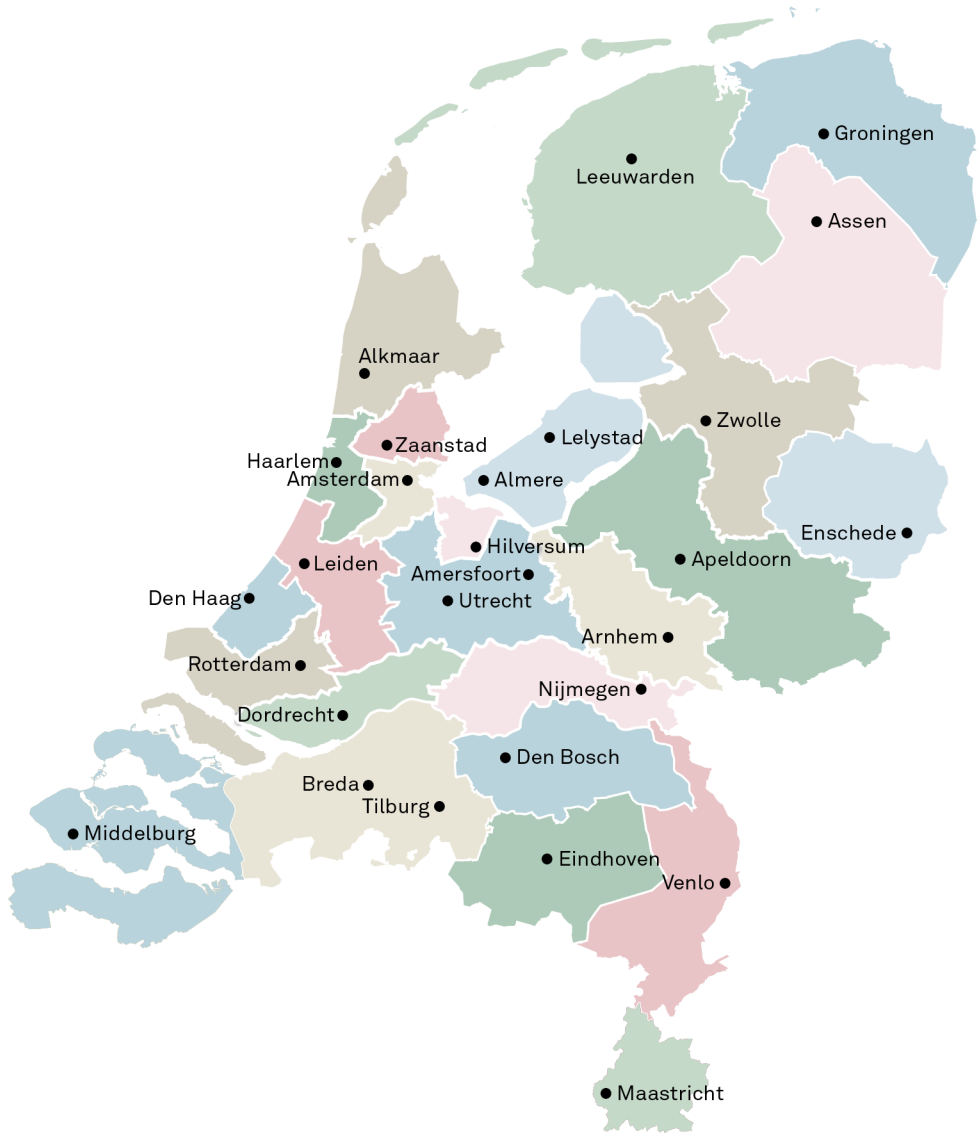 Groningen
Leeuwarden
Assen
Alkmaar
Zwolle
Lelystad
Zaanstad
Haarlem
Amsterdam
Almere
Enschede
Hilversum
Apeldoorn
Leiden
Amersfoort
Den Haag
Utrecht
Arnhem
Rotterdam
Nijmegen
Dordrecht
Den Bosch
Breda
Tilburg
Middelburg
Eindhoven
Venlo
Maastricht